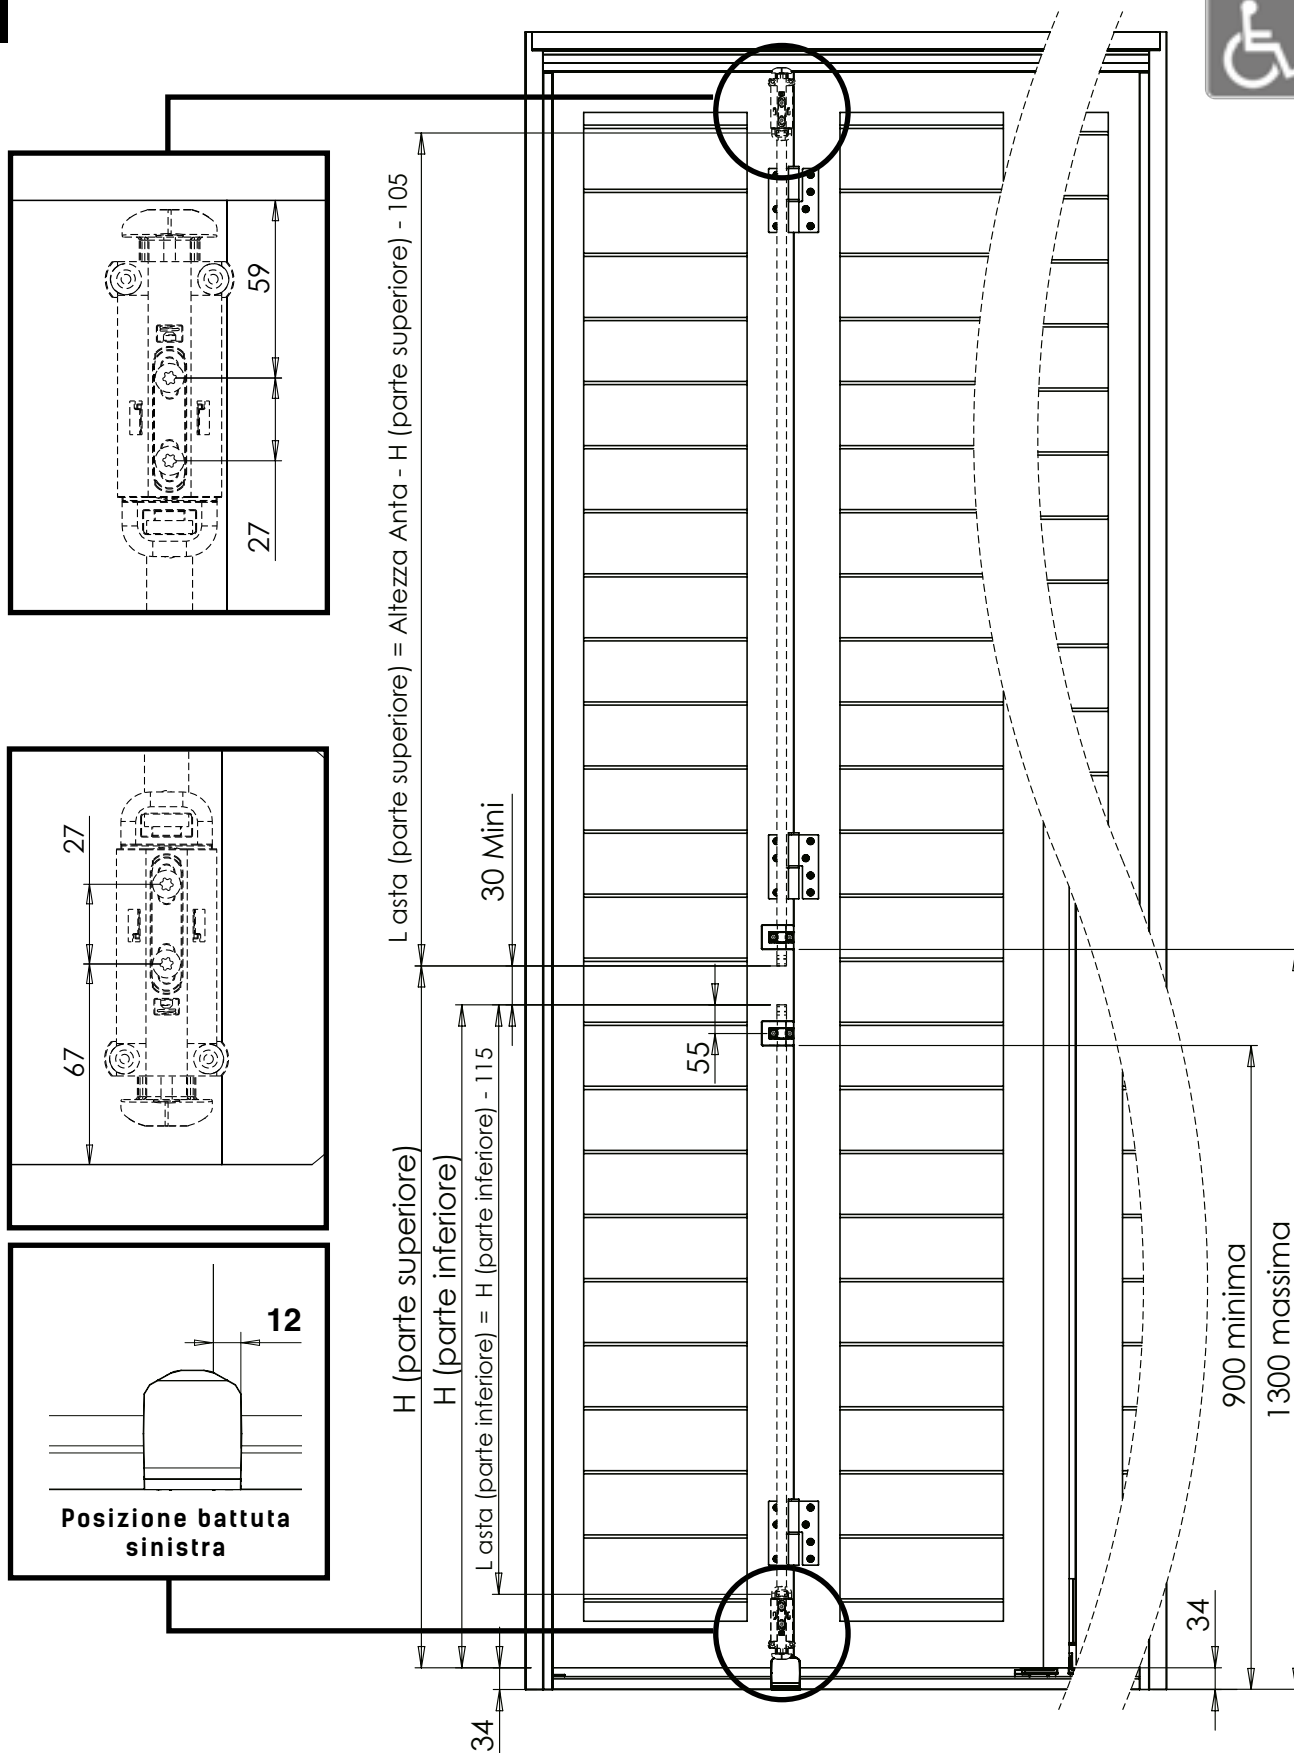 59
27
L asta (parte superiore) = Altezza Anta - H (parte superiore) - 105
30 Mini
27
67
55
H (parte superiore)
H (parte inferiore)
L asta (parte inferiore) = H (parte inferiore) - 115
12
Posizione battuta
sinistra
900 minima
1300 massima
34
34